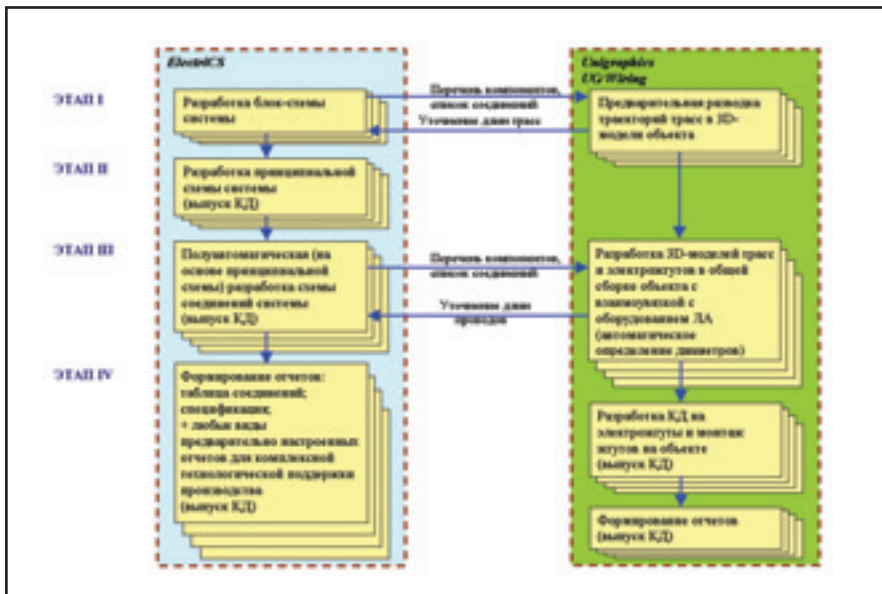 ElectriCS
Unigraphics
UG/Wiring
ЭТАП I
Разработка блок-схемы
системы
Перечень компонентов,
список соединений
Уточнение длин трасс
Предварительная разводка
траекторий трасс в 3D-
модели объекта
ЭТАП II
Разработка принципиальной
схемы системы
(выпуск КД)
ЭТАП III
Полуавтоматическая (на
основе принципиальной
схемы) разработка схемы
соединений системы
(выпуск КД)
Перечень компонентов,
список соединений
Уточнение длин
проводов
Разработка 3D-моделей трасс
и электрожгутов в общей
сборке объекта с
взаимоувязкой с
оборудованием ЛА
(автоматическое
определение диаметров)
ЭТАП IV
Формирование отчетов:
таблица соединений;
спецификация;
+ любые виды
предварительно настроенных
отчетов для комплексной
технологической поддержки
производства
(выпуск КД)
Разработка КД на
электрожгуты и монтаж
жгутов на объекте
(выпуск КД)
Формирование отчетов
(выпуск КД)